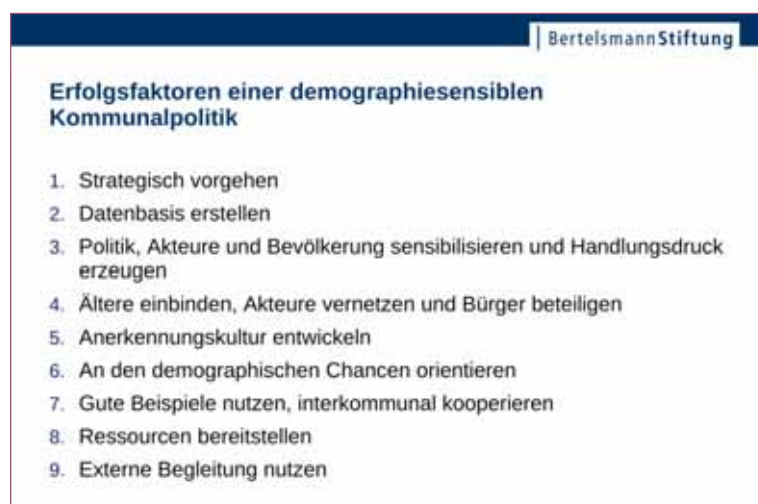 BertelsmannStiftung
Erfolgsfaktoren einer demographiesensiblen
Kommunalpolitik
1. Strategisch vorgehen
2. Datenbasis erstellen
3. Politik, Akteure und Bevölkerung sensibilisieren und Handlungsdruck
erzeugen
4. Ältere einbinden, Akteure vernetzen und Bürger beteiligen
5. Anerkennungskultur entwickeln
6. An den demographischen Chancen orientieren
7. Gute Beispiele nutzen, interkommunal kooperieren
8. Ressourcen bereitstellen
9. Externe Begleitung nutzen